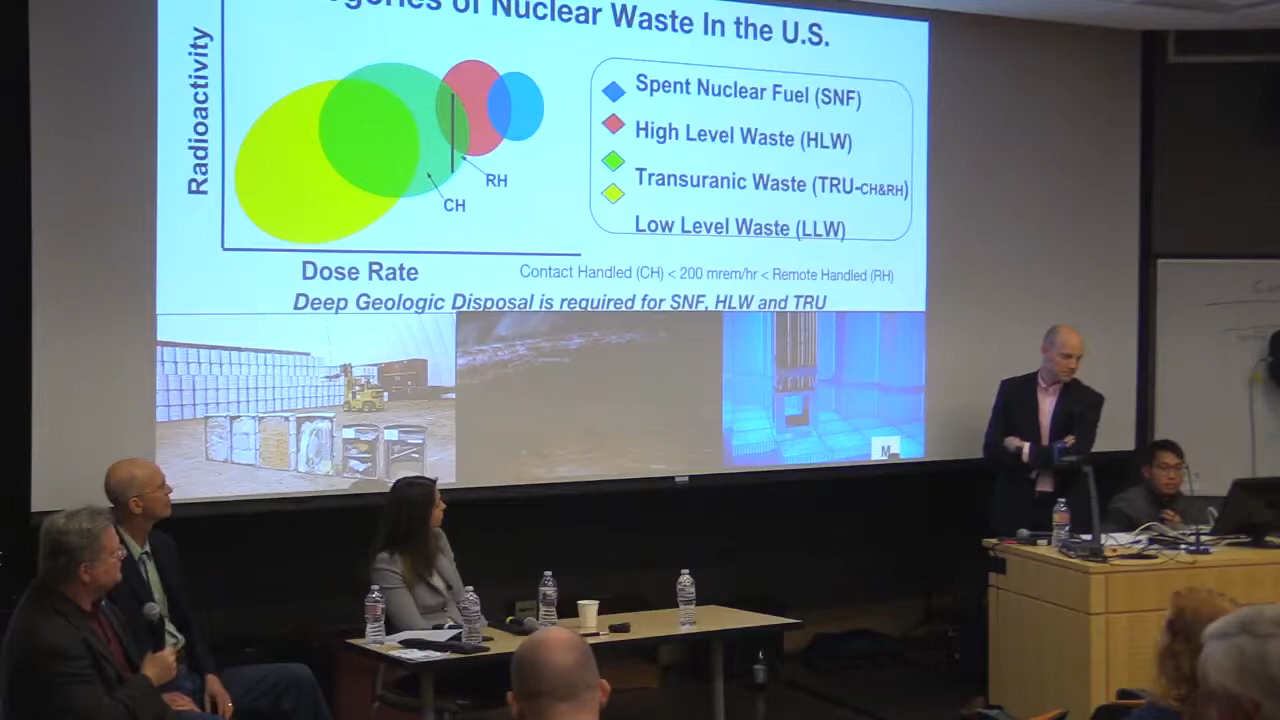 of Nuclear Waste In the U.S.
Radioactivity
Spent Nuclear Fuel (SNF)
High Level Waste (HLW)
Transuranic Waste (TRU-CH&RH)
Low Level Waste (LLW)
RH
CH
Dose Rate
Contact Handled (CH) < 200 mrem/hr < Remote Handled (RH)
Deep Geologic Disposal is required for SNF, HLW and TRU
M